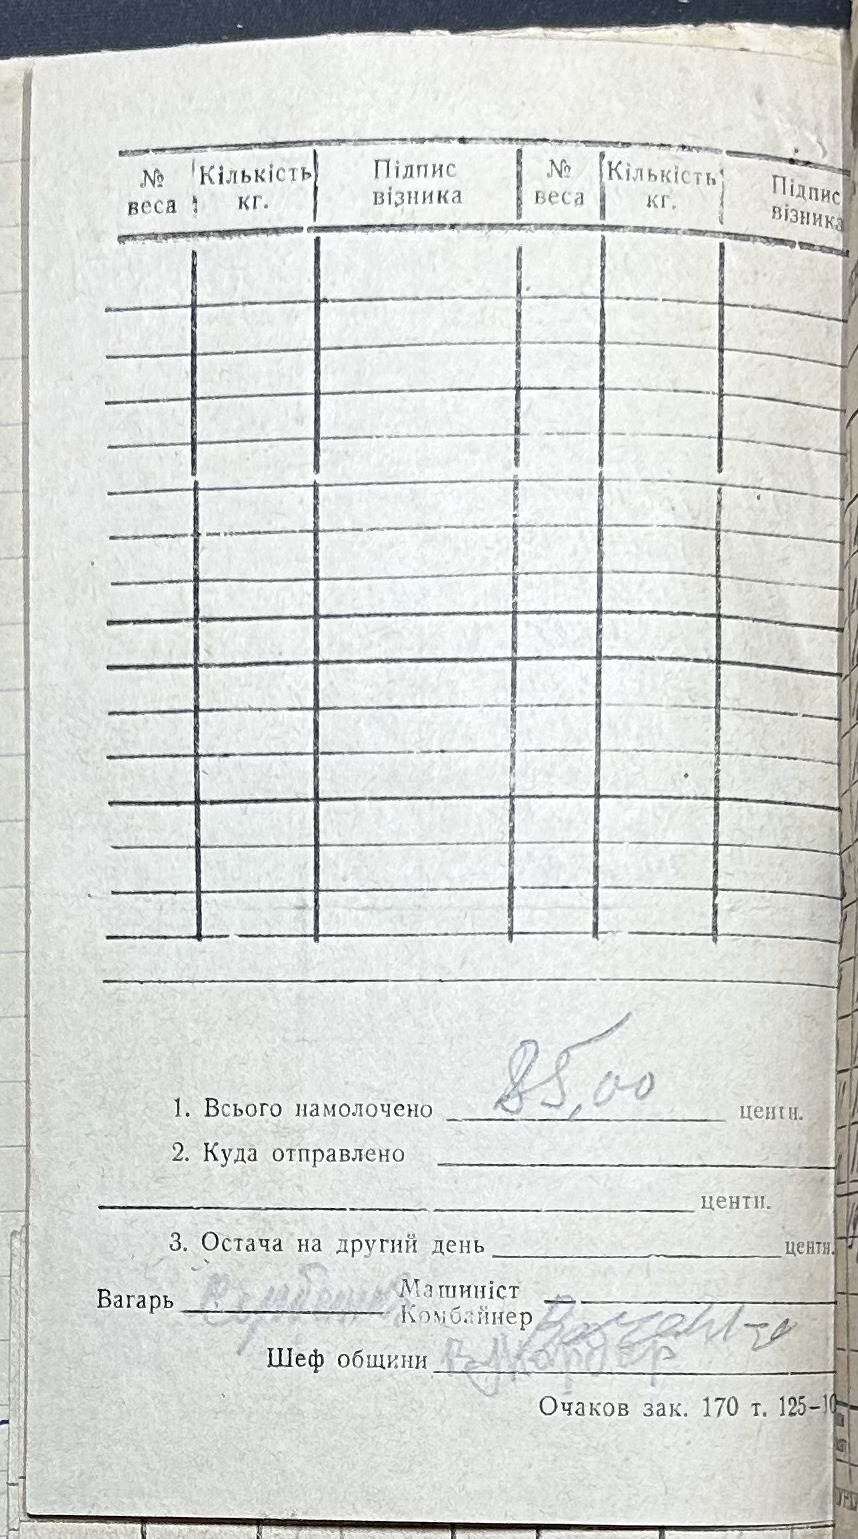 № веса Кількість кг. Підпис візника № веса Кількість кг. Підпис візника
85,00
1. Всього намолочено центн.
2. Куда отправлено
центн.
3. Остача на другий день центн.
Вагарь Машиніст
Комбайнер
Шеф общини
Очаков зак. 170 т. 125-10